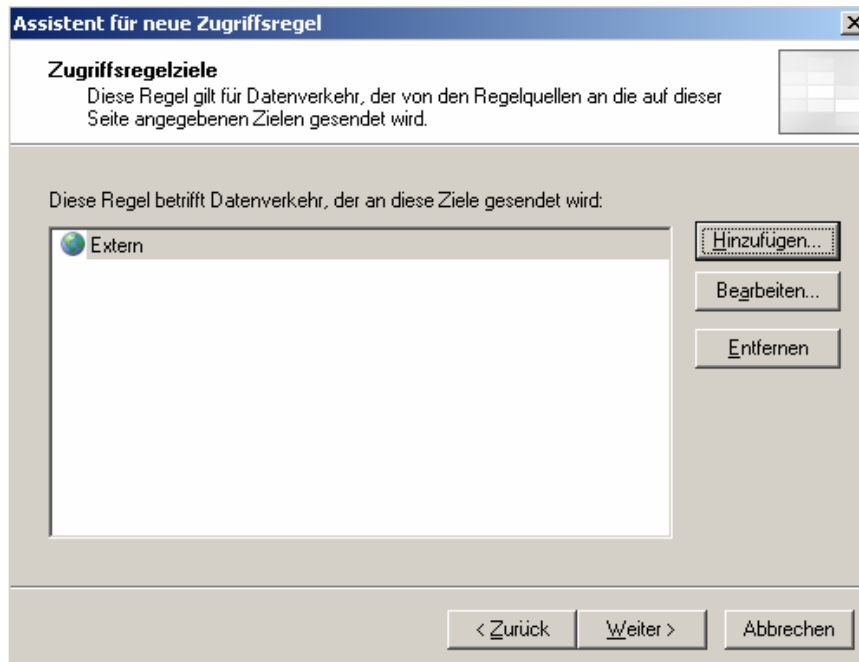 Assistent für neue Zugriffsregel
Zugriffsregelziele
Diese Regel gilt für Datenverkehr, der von den Regelquellen an die auf dieser
Seite angegebenen Zielen gesendet wird.
Diese Regel betrifft Datenverkehr, der an diese Ziele gesendet wird:
Extern
Hinzufügen...
Bearbeiten...
Entfernen
< Zurück
Weiter >
Abbrechen